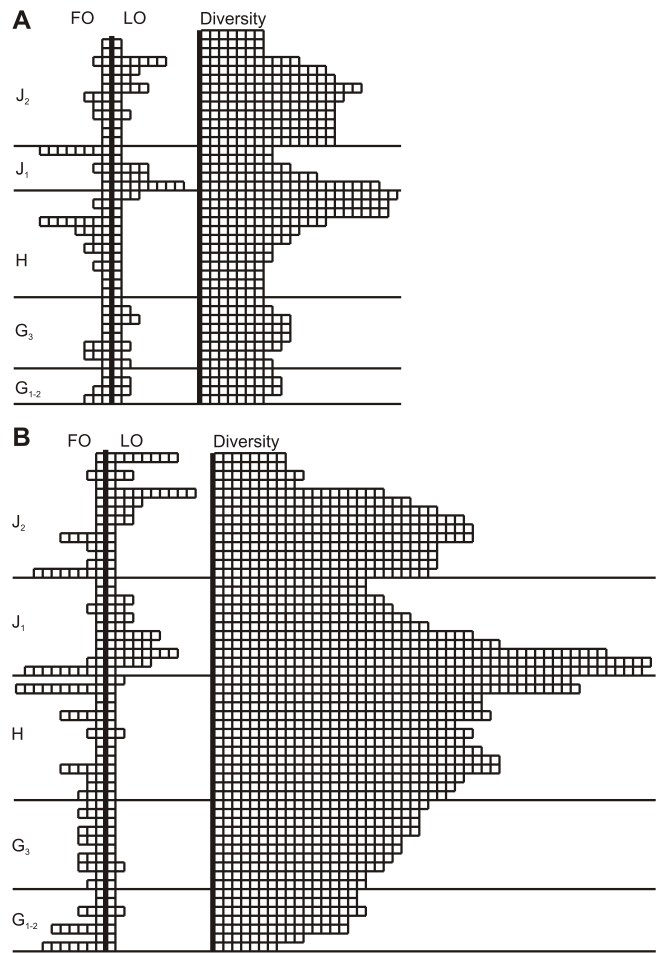 A
FO LO Diversity
J₂
J₁
H
G₃
G₁₋₂
B
FO LO Diversity
J₂
J₁
H
G₃
G₁₋₂